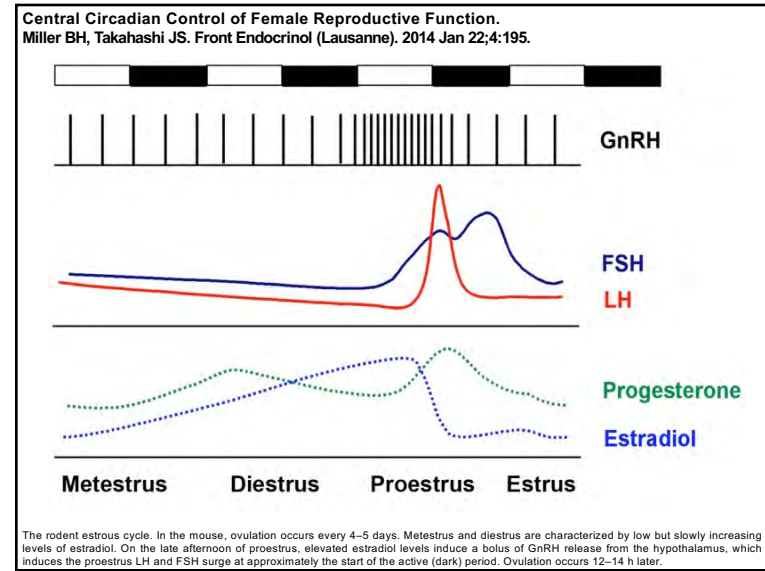 Central Circadian Control of Female Reproductive Function.
Miller BH, Takahashi JS. Front Endocrinol (Lausanne). 2014 Jan 22;4:195.
GnRH
FSH
LH
Progesterone
Estradiol
Metestrus Diestrus Proestrus Estrus
The rodent estrous cycle. In the mouse, ovulation occurs every 4–5 days. Metestrus and diestrus are characterized by low but slowly increasing
levels of estradiol. On the late afternoon of proestrus, elevated estradiol levels induce a bolus of GnRH release from the hypothalamus, which
induces the proestrus LH and FSH surge at approximately the start of the active (dark) period. Ovulation occurs 12–14 h later.